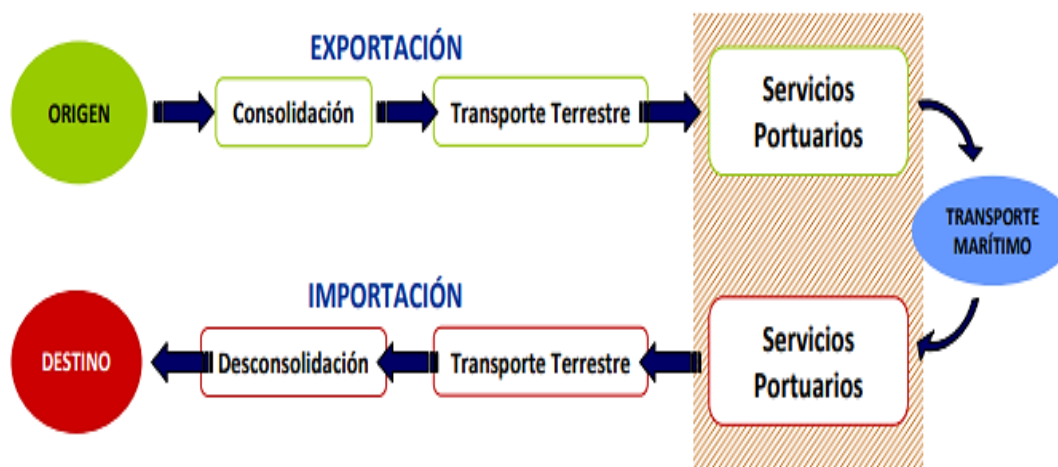 EXPORTACIÓN
ORIGEN
Consolidación
Transporte Terrestre
Servicios
Portuarios
TRANSPORTE
MARÍTIMO
IMPORTACIÓN
DESTINO
Desconsolidación
Transporte Terrestre
Servicios
Portuarios